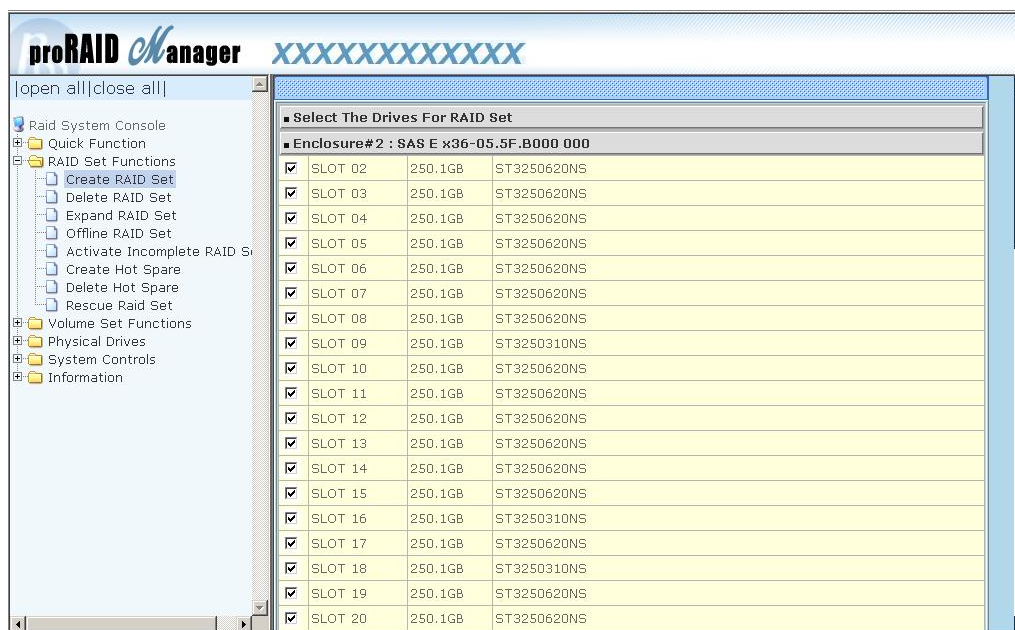 proRAID Manager
XXXXXXXXXXXX
|open all|close all|
Raid System Console
Quick Function
RAID Set Functions
Create RAID Set
Delete RAID Set
Expand RAID Set
Offline RAID Set
Activate Incomplete RAID
Create Hot Spare
Delete Hot Spare
Rescue Raid Set
Volume Set Functions
Physical Drives
System Controls
Information
Select The Drives For RAID Set
Enclosure#2 : SAS E x36-05.5F.B000 000
SLOT 02 250.1GB ST3250620NS
SLOT 03 250.1GB ST3250620NS
SLOT 04 250.1GB ST3250620NS
SLOT 05 250.1GB ST3250620NS
SLOT 06 250.1GB ST3250620NS
SLOT 07 250.1GB ST3250620NS
SLOT 08 250.1GB ST3250620NS
SLOT 09 250.1GB ST3250310NS
SLOT 10 250.1GB ST3250620NS
SLOT 11 250.1GB ST3250620NS
SLOT 12 250.1GB ST3250620NS
SLOT 13 250.1GB ST3250620NS
SLOT 14 250.1GB ST3250620NS
SLOT 15 250.1GB ST3250620NS
SLOT 16 250.1GB ST3250310NS
SLOT 17 250.1GB ST3250620NS
SLOT 18 250.1GB ST3250310NS
SLOT 19 250.1GB ST3250620NS
SLOT 20 250.1GB ST3250620NS